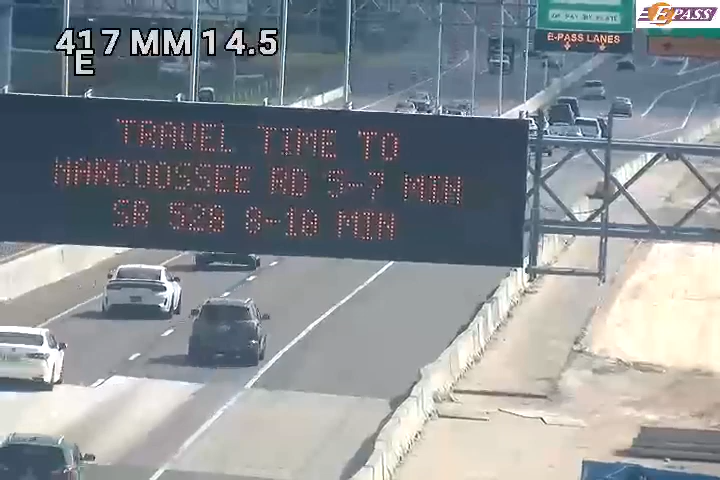 417 MM 14.5
E
E-PASS
E-PASS LANES
TRAVEL TIME TO
NARCOOSSEE RD 5-7 MIN
SR 528 8-10 MIN